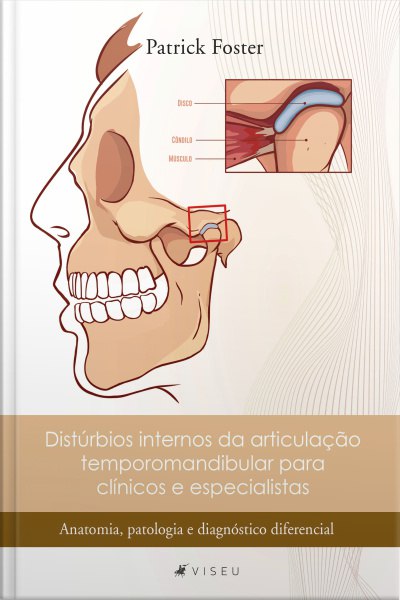 Patrick Foster
DISCO
CÔNDILO
MÚSCULO
Distúrbios internos da articulação
temporomandibular para
clínicos e especialistas
Anatomia, patologia e diagnóstico diferencial
VISEU